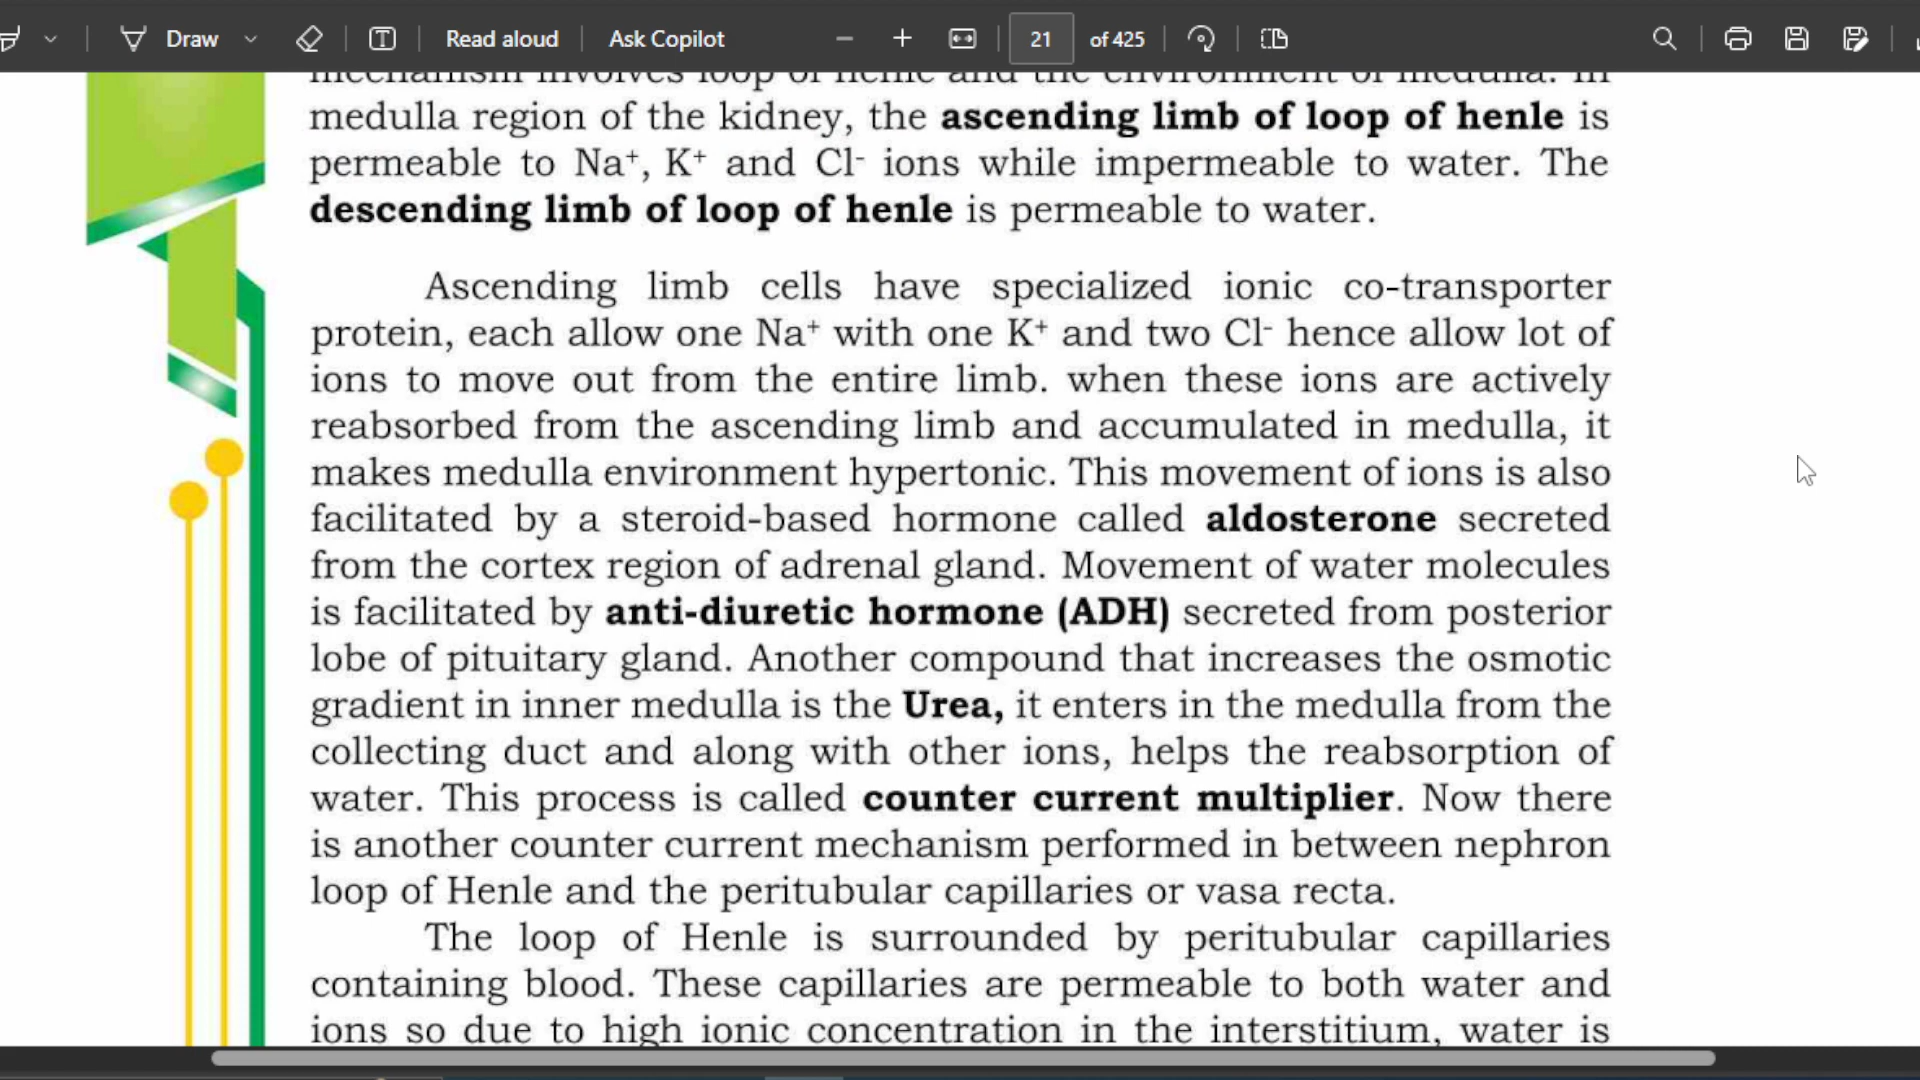 Draw
Read aloud
Ask Copilot
21
of 425
mechanism involves loop of henle and the environment of medulla. In
medulla region of the kidney, the ascending limb of loop of henle is
permeable to Na⁺, K⁺ and Cl⁻ ions while impermeable to water. The
descending limb of loop of henle is permeable to water.
Ascending limb cells have specialized ionic co-transporter
protein, each allow one Na⁺ with one K⁺ and two Cl⁻ hence allow lot of
ions to move out from the entire limb. when these ions are actively
reabsorbed from the ascending limb and accumulated in medulla, it
makes medulla environment hypertonic. This movement of ions is also
facilitated by a steroid-based hormone called aldosterone secreted
from the cortex region of adrenal gland. Movement of water molecules
is facilitated by anti-diuretic hormone (ADH) secreted from posterior
lobe of pituitary gland. Another compound that increases the osmotic
gradient in inner medulla is the Urea, it enters in the medulla from the
collecting duct and along with other ions, helps the reabsorption of
water. This process is called counter current multiplier. Now there
is another counter current mechanism performed in between nephron
loop of Henle and the peritubular capillaries or vasa recta.
The loop of Henle is surrounded by peritubular capillaries
containing blood. These capillaries are permeable to both water and
ions so due to high ionic concentration in the interstitium, water is